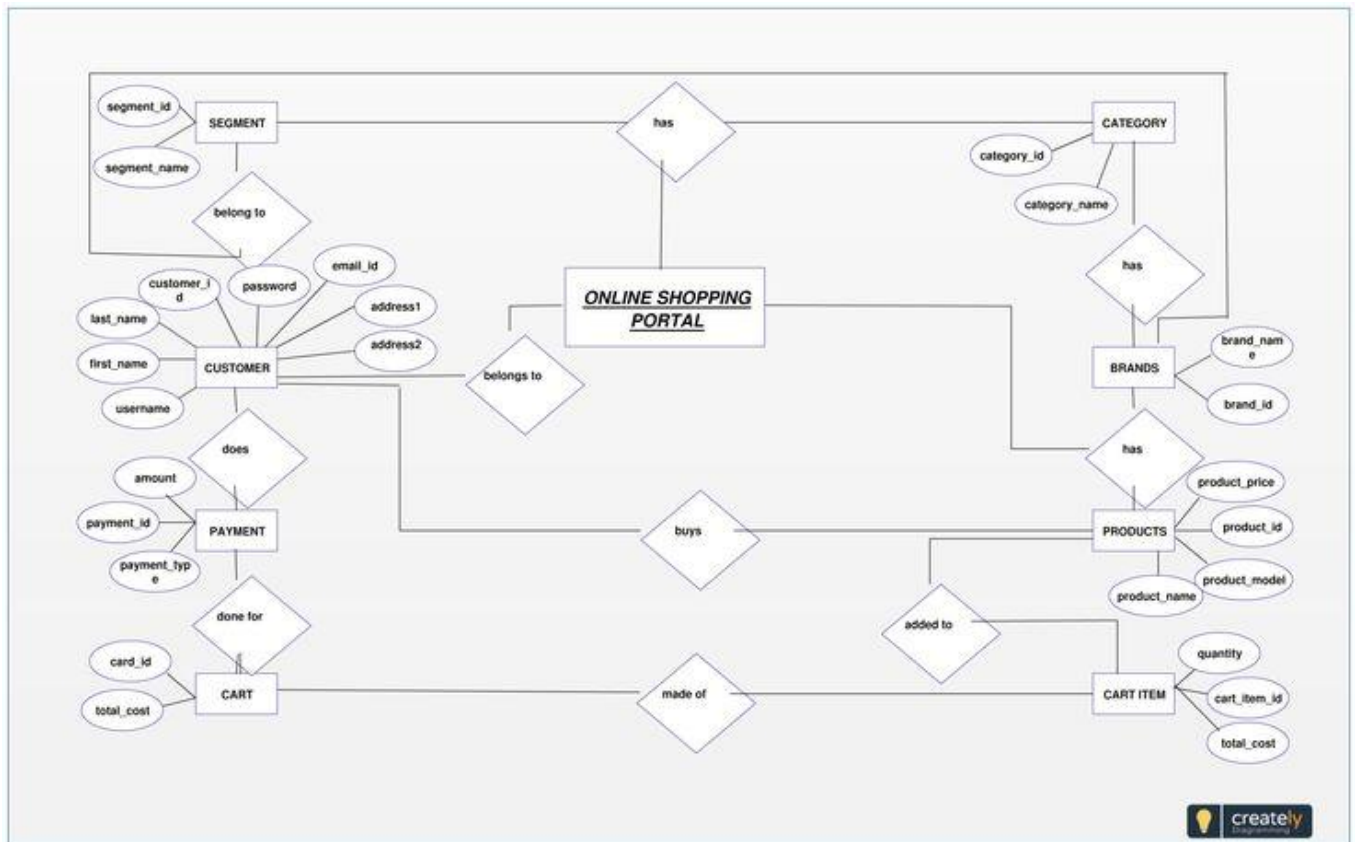 segment_id
SEGMENT
has
CATEGORY
segment_name
category_id
category_name
belong to
has
customer_i
d
password
email_id
ONLINE SHOPPING
PORTAL
last_name
address1
address2
first_name
CUSTOMER
username
belongs to
BRANDS
brand_nam
e
brand_id
does
has
amount
payment_id
PAYMENT
payment_typ
e
buys
PRODUCTS
product_price
product_id
product_model
product_name
done for
added to
card_id
CART
total_cost
made of
CART ITEM
quantity
cart_item_id
total_cost
creately
Diagramming